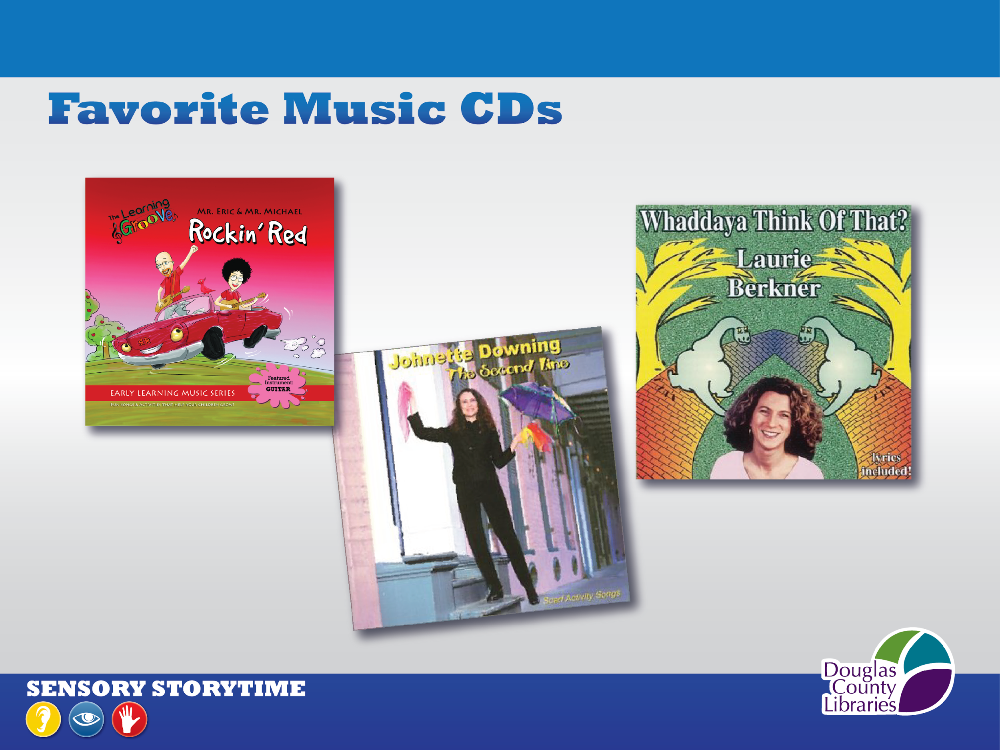 Favorite Music CDs
The Learning
Groove
MR. ERIC & MR. MICHAEL
Rockin' Red
RR
Featured
Instrument:
GUITAR
EARLY LEARNING MUSIC SERIES
FUN SONGS & ACTIVITIES THAT HELP YOUR CHILDREN GROW!
Johnette Downing
The Second Line
Scarf Activity Songs
Whaddaya Think Of That?
Laurie
Berkner
lyrics
included!
SENSORY STORYTIME
Douglas
County
Libraries